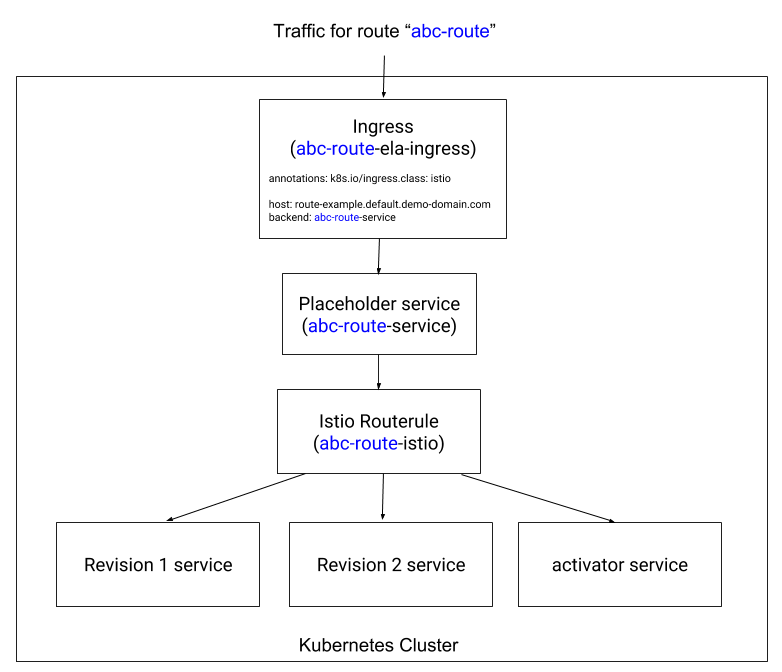 Traffic for route “abc-route”
Ingress
(abc-route-ela-ingress)
annotations: k8s.io/ingress.class: istio
host: route-example.default.demo-domain.com
backend: abc-route-service
Placeholder service
(abc-route-service)
Istio Routerule
(abc-route-istio)
Revision 1 service
Revision 2 service
activator service
Kubernetes Cluster